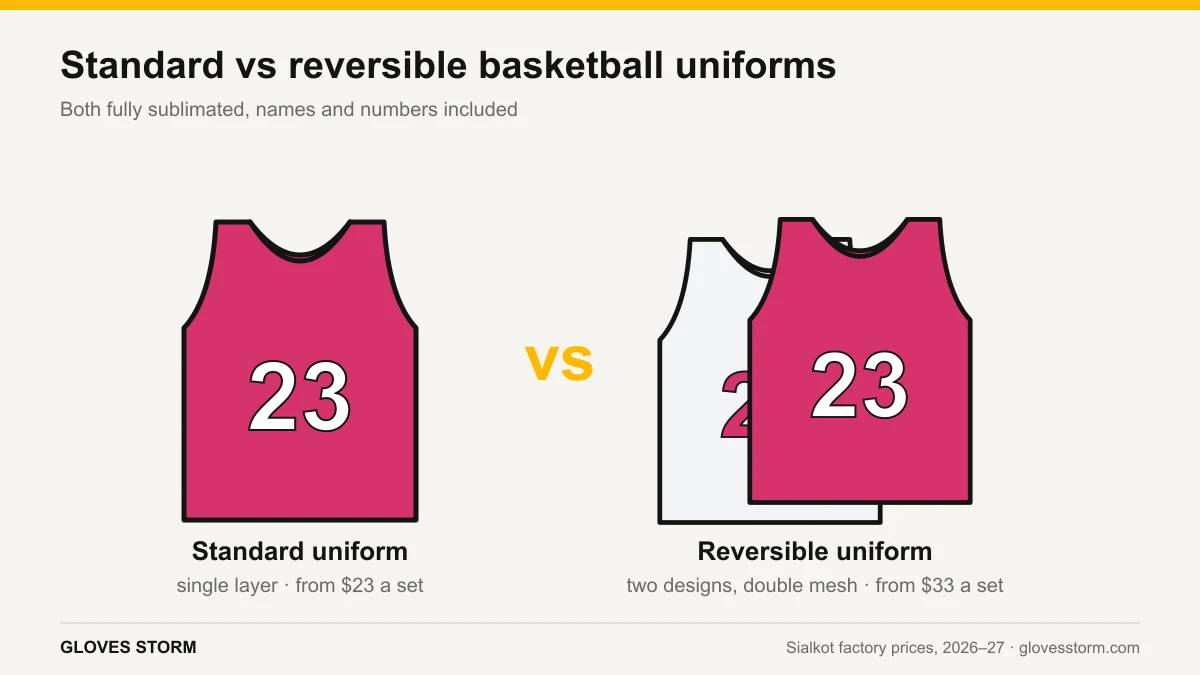 Standard vs reversible basketball uniforms
Both fully sublimated, names and numbers included
23
vs
2
23
Standard uniform
single layer · from $23 a set
Reversible uniform
two designs, double mesh · from $33 a set
GLOVES STORM
Sialkot factory prices, 2026–27 · glovesstorm.com